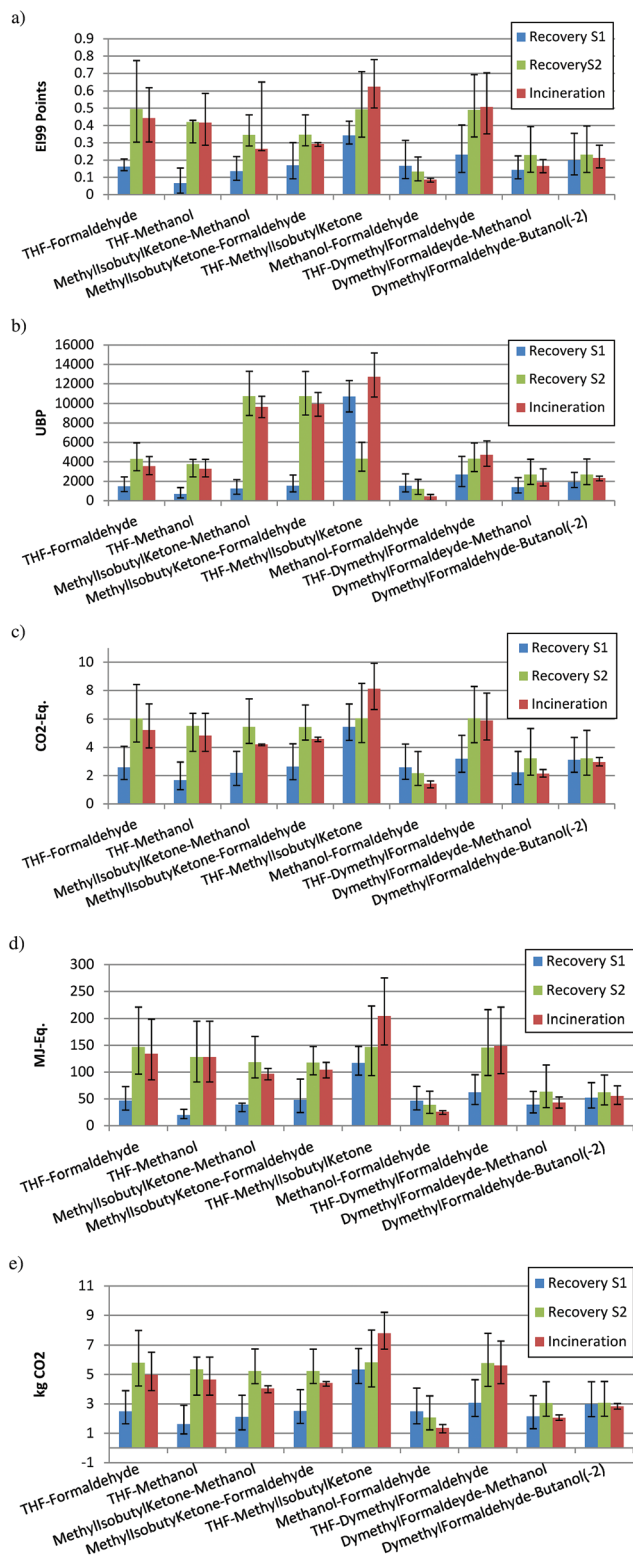 a)
EI99 Points
0.9
0.8
0.7
0.6
0.5
0.4
0.3
0.2
0.1
0
Recovery S1
RecoveryS2
Incineration
THF-Formaldehyde
THF-Methanol
MethylIsobutylKetone-Methanol
MethylIsobutyKetone-Formaldehyde
THF-MethylIsobutylKetone
Methanol-Formaldehyde
THF-DymethylFormaldehyde
DymethylFormaldeyde-Methanol
DymethylFormaldehyde-Butanol(-2)
b)
UBP
16000
14000
12000
10000
8000
6000
4000
2000
0
Recovery S1
Recovery S2
Incineration
THF-Formaldehyde
THF-Methanol
MethylIsobutylKetone-Methanol
MethylIsobutyKetone-Formaldehyde
THF-MethylIsobutylKetone
Methanol-Formaldehyde
THF-DymethylFormaldehyde
DymethylFormaldeyde-Methanol
DymethylFormaldehyde-Butanol(-2)
c)
CO2-Eq.
10
8
6
4
2
0
Recovery S1
Recovery S2
Incineration
THF-Formaldehyde
THF-Methanol
MethylIsobutylKetone-Methanol
MethylIsobutyKetone-Formaldehyde
THF-MethylIsobutylKetone
Methanol-Formaldehyde
THF-DymethylFormaldehyde
DymethylFormaldeyde-Methanol
DymethylFormaldehyde-Butanol(-2)
d)
MJ-Eq.
300
250
200
150
100
50
0
Recovery S1
Recovery S2
Incineration
THF-Formaldehyde
THF-Methanol
MethylIsobutylKetone-Methanol
MethylIsobutyKetone-Formaldehyde
THF-MethylIsobutylKetone
Methanol-Formaldehyde
THF-DymethylFormaldehyde
DymethylFormaldeyde-Methanol
DymethylFormaldehyde-Butanol(-2)
e)
kg CO2
11
9
7
5
3
1
-1
Recovery S1
Recovery S2
Incineration
THF-Formaldehyde
THF-Methanol
MethylIsobutylKetone-Methanol
MethylIsobutyKetone-Formaldehyde
THF-MethylIsobutylKetone
Methanol-Formaldehyde
THF-DymethylFormaldehyde
DymethylFormaldeyde-Methanol
DymethylFormaldehyde-Butanol(-2)